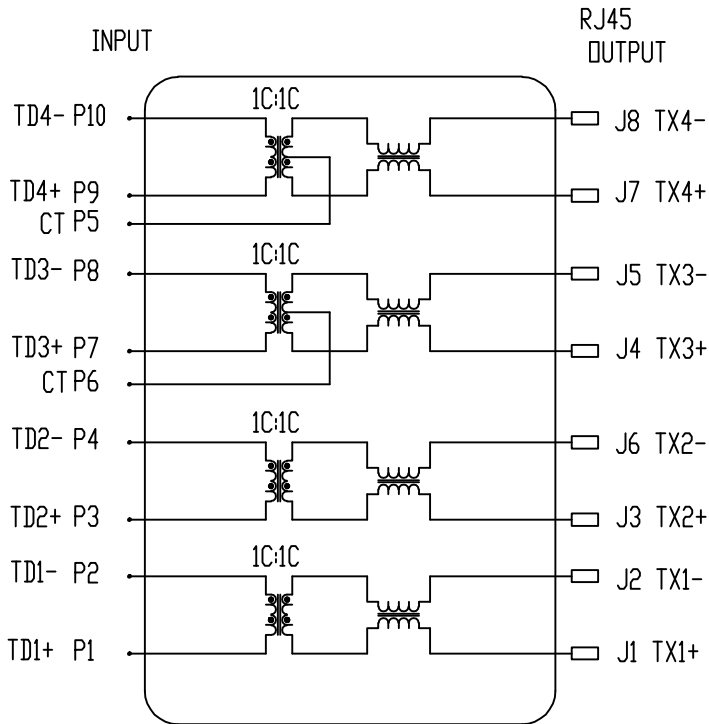 INPUT
RJ45
OUTPUT
1C:1C
TD4- P10
J8 TX4-
TD4+ P9
J7 TX4+
CT P5
1C:1C
TD3- P8
J5 TX3-
TD3+ P7
J4 TX3+
CT P6
1C:1C
TD2- P4
J6 TX2-
TD2+ P3
J3 TX2+
1C:1C
TD1- P2
J2 TX1-
TD1+ P1
J1 TX1+